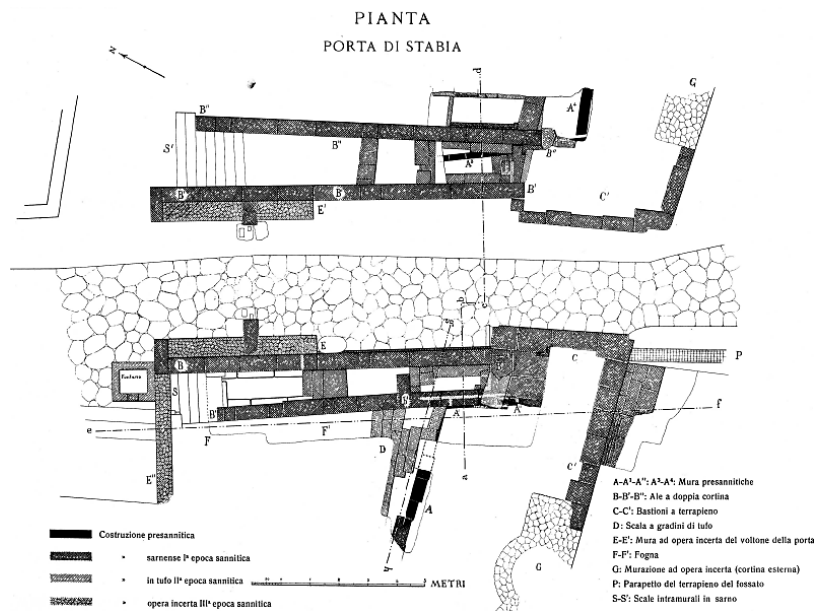 PIANTA
PORTA DI STABIA
N
G
B''
S'
B''
A⁴
B''
B
B'
B'
E'
C'
E
B
S
B'
C
P
e
F
F'
f
D
A'
E''
a
A
C'
G
Costruzione presannitica
» sarnense Iª epoca sannitica
» in tufo IIª epoca sannitica
» opera incerta IIIª epoca sannitica
METRI
A-A¹-A'': A³-A⁴: Mura presannitiche
B-B'-B'': Ale a doppia cortina
C-C': Bastioni a terrapieno
D: Scala a gradini di tufo
E-E': Mura ad opera incerta del voltone della porta
F-F': Fogna
G: Murazione ad opera incerta (cortina esterna)
P: Parapetto del terrapieno del fossato
S-S': Scale intramurali in sarno